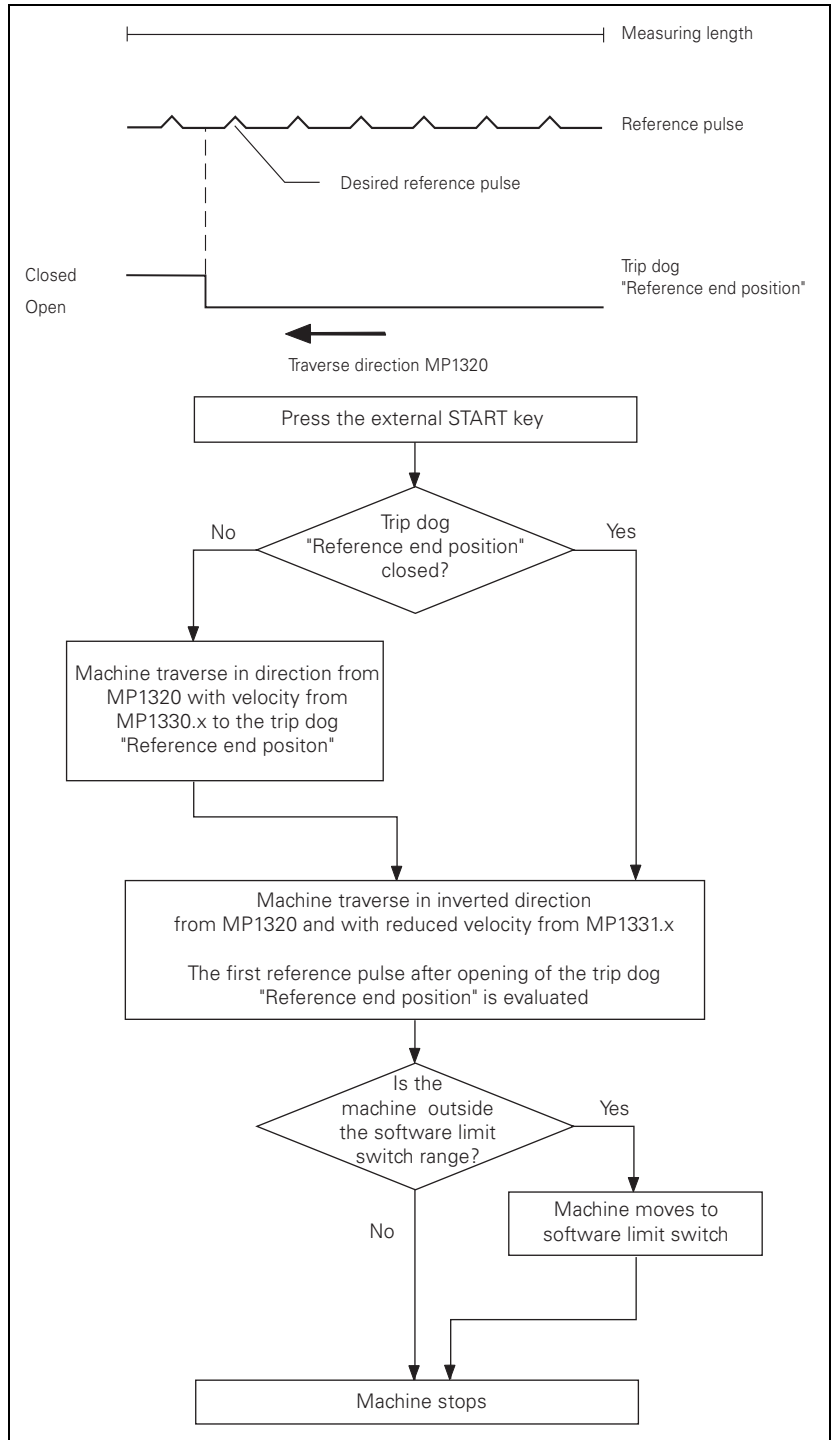 Measuring length
Reference pulse
Desired reference pulse
Closed
Open
Trip dog
"Reference end position"
Traverse direction MP1320
Press the external START key
No
Trip dog
"Reference end position"
closed?
Yes
Machine traverse in direction from
MP1320 with velocity from
MP1330.x to the trip dog
"Reference end positon"
Machine traverse in inverted direction
from MP1320 and with reduced velocity from MP1331.x
The first reference pulse after opening of the trip dog
"Reference end position" is evaluated
Is the
machine outside
the software limit
switch range?
Yes
No
Machine moves to
software limit switch
Machine stops